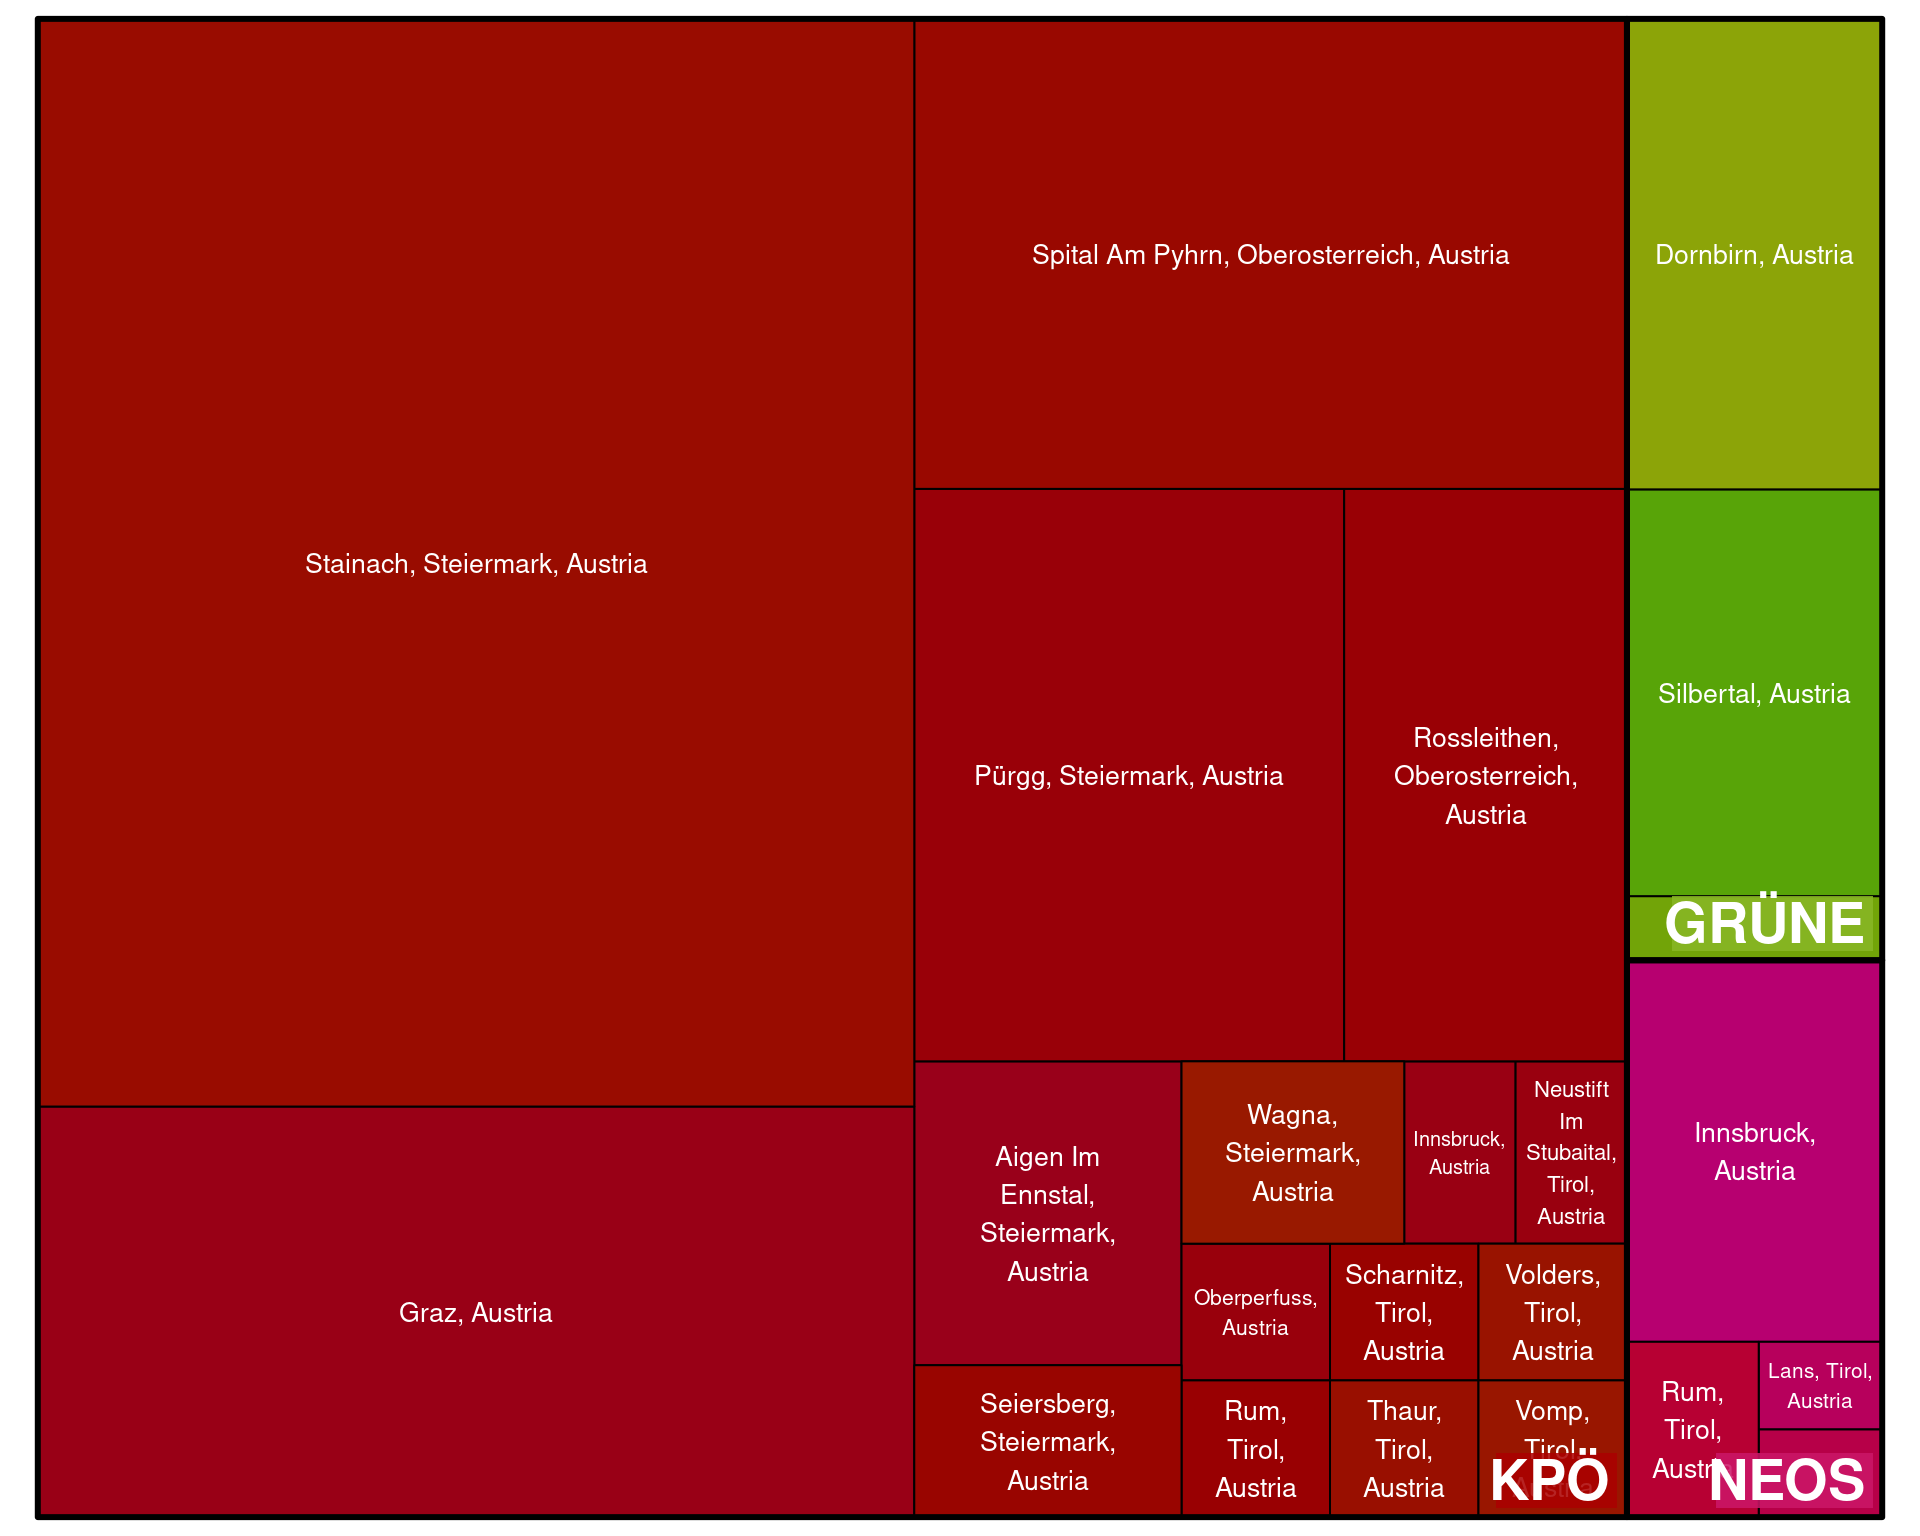 Stainach, Steiermark, Austria
Graz, Austria
Spital Am Pyhrn, Oberosterreich, Austria
Pürgg, Steiermark, Austria
Rossleithen,
Oberosterreich,
Austria
Aigen Im
Ennstal,
Steiermark,
Austria
Seiersberg,
Steiermark,
Austria
Wagna,
Steiermark,
Austria
Innsbruck,
Austria
Neustift
Im
Stubaital,
Tirol,
Austria
Oberperfuss,
Austria
Scharnitz,
Tirol,
Austria
Volders,
Tirol,
Austria
Rum,
Tirol,
Austria
Thaur,
Tirol,
Austria
Vomp,
Tirol,
Austria
KPÖ
Dornbirn, Austria
Silbertal, Austria
GRÜNE
Innsbruck,
Austria
Rum,
Tirol,
Austria
Lans, Tirol,
Austria
NEOS